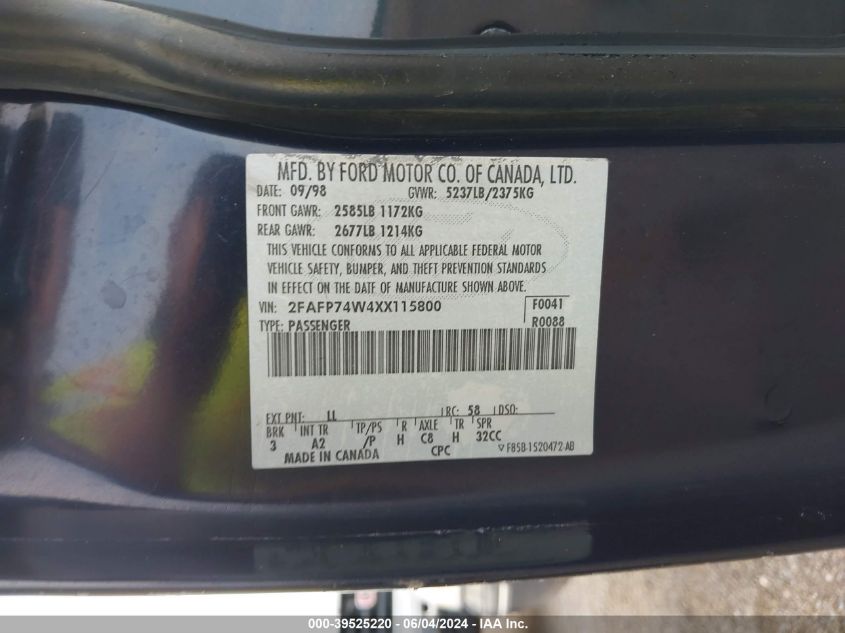 MFD. BY FORD MOTOR CO. OF CANADA, LTD.
DATE: 09/98 GVWR: 5237LB/2375KG
FRONT GAWR: 2585LB 1172KG
REAR GAWR: 2677LB 1214KG
THIS VEHICLE CONFORMS TO ALL APPLICABLE FEDERAL MOTOR
VEHICLE SAFETY, BUMPER, AND THEFT PREVENTION STANDARDS
IN EFFECT ON THE DATE OF MANUFACTURE SHOWN ABOVE.
VIN: 2FAFP74W4XX115800 F0041
TYPE: PASSENGER R0088
EXT PNT: LL RC: 58 DSO:
BRK INT TR TP/PS R AXLE TR SPR
3 A2 /P H C8 H 32CC
MADE IN CANADA CPC F85B-1520472-AB
000-39525220 - 06/04/2024 - IAA Inc.